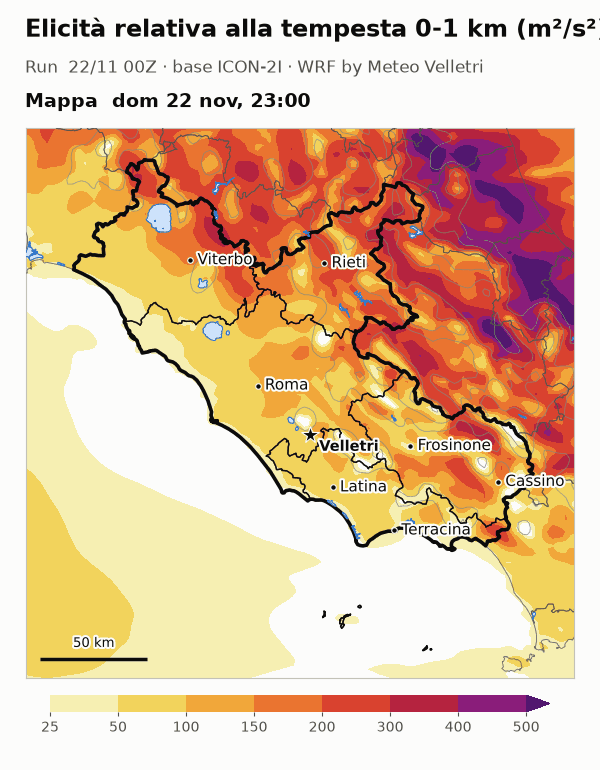 Elicità relativa alla tempesta 0-1 km (m²/s²)
Run 22/11 00Z · base ICON-2I · WRF by Meteo Velletri
Mappa dom 22 nov, 23:00
Viterbo
Rieti
Roma
Velletri
Frosinone
Latina
Cassino
Terracina
50 km
25 50 100 150 200 300 400 500